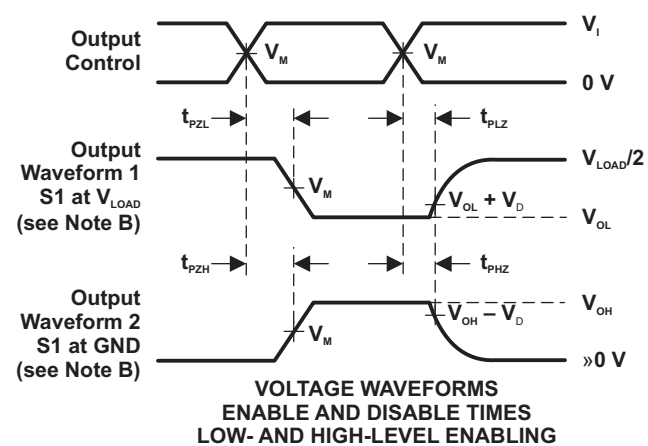 Output
Control
V_M
V_M
V_I
0 V
t_PZL
t_PLZ
Output
Waveform 1
S1 at V_LOAD
(see Note B)
V_M
V_OL + V_D
V_LOAD/2
V_OL
t_PZH
t_PHZ
Output
Waveform 2
S1 at GND
(see Note B)
V_M
V_OH − V_D
V_OH
»0 V
VOLTAGE WAVEFORMS
ENABLE AND DISABLE TIMES
LOW- AND HIGH-LEVEL ENABLING